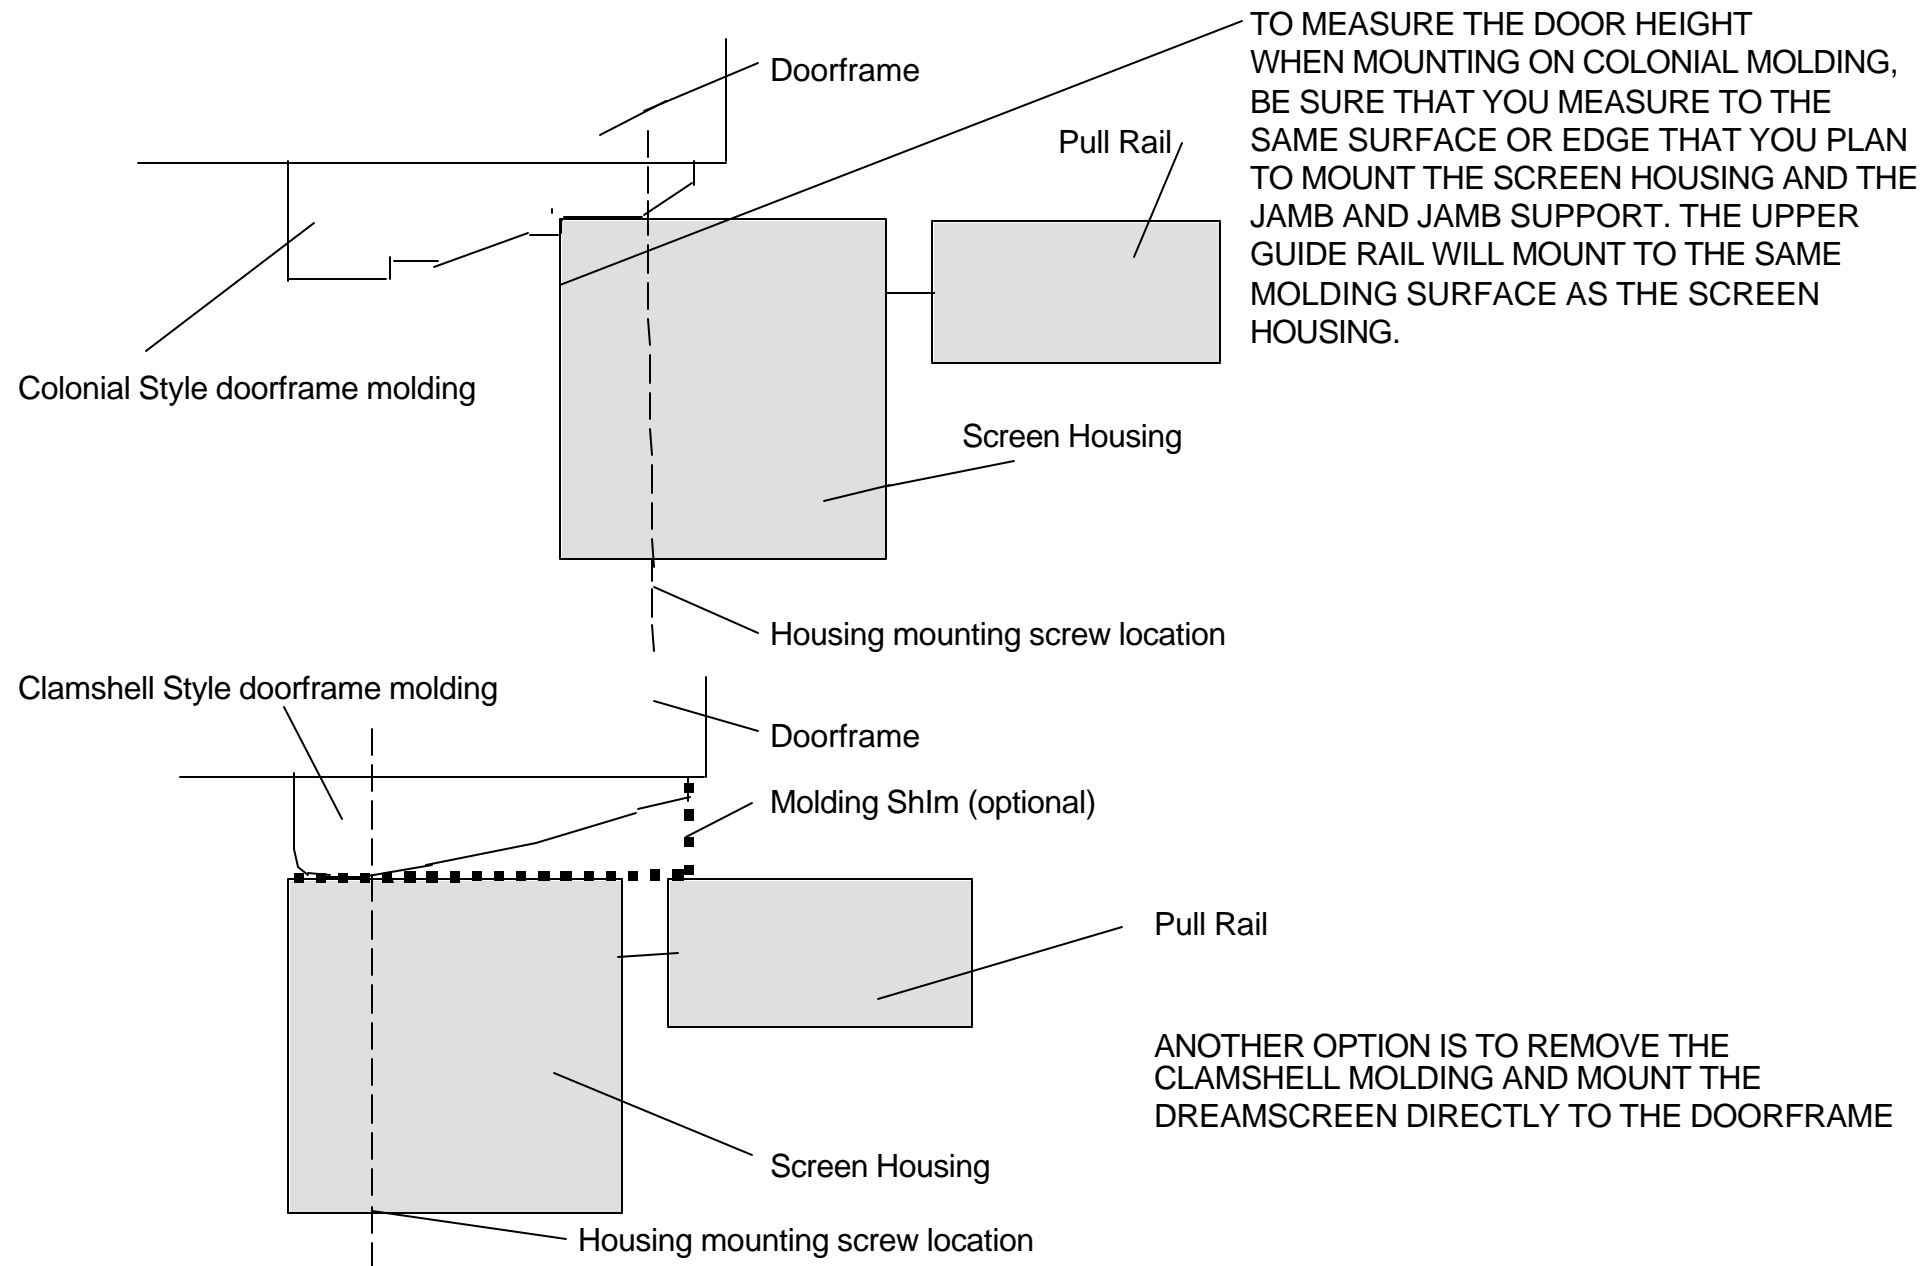 TO MEASURE THE DOOR HEIGHT
WHEN MOUNTING ON COLONIAL MOLDING,
BE SURE THAT YOU MEASURE TO THE
SAME SURFACE OR EDGE THAT YOU PLAN
TO MOUNT THE SCREEN HOUSING AND THE
JAMB AND JAMB SUPPORT. THE UPPER
GUIDE RAIL WILL MOUNT TO THE SAME
MOLDING SURFACE AS THE SCREEN
HOUSING.
Doorframe
Pull Rail
Colonial Style doorframe molding
Screen Housing
Housing mounting screw location
Clamshell Style doorframe molding
Doorframe
Molding ShIm (optional)
Pull Rail
ANOTHER OPTION IS TO REMOVE THE
CLAMSHELL MOLDING AND MOUNT THE
DREAMSCREEN DIRECTLY TO THE DOORFRAME
Screen Housing
Housing mounting screw location